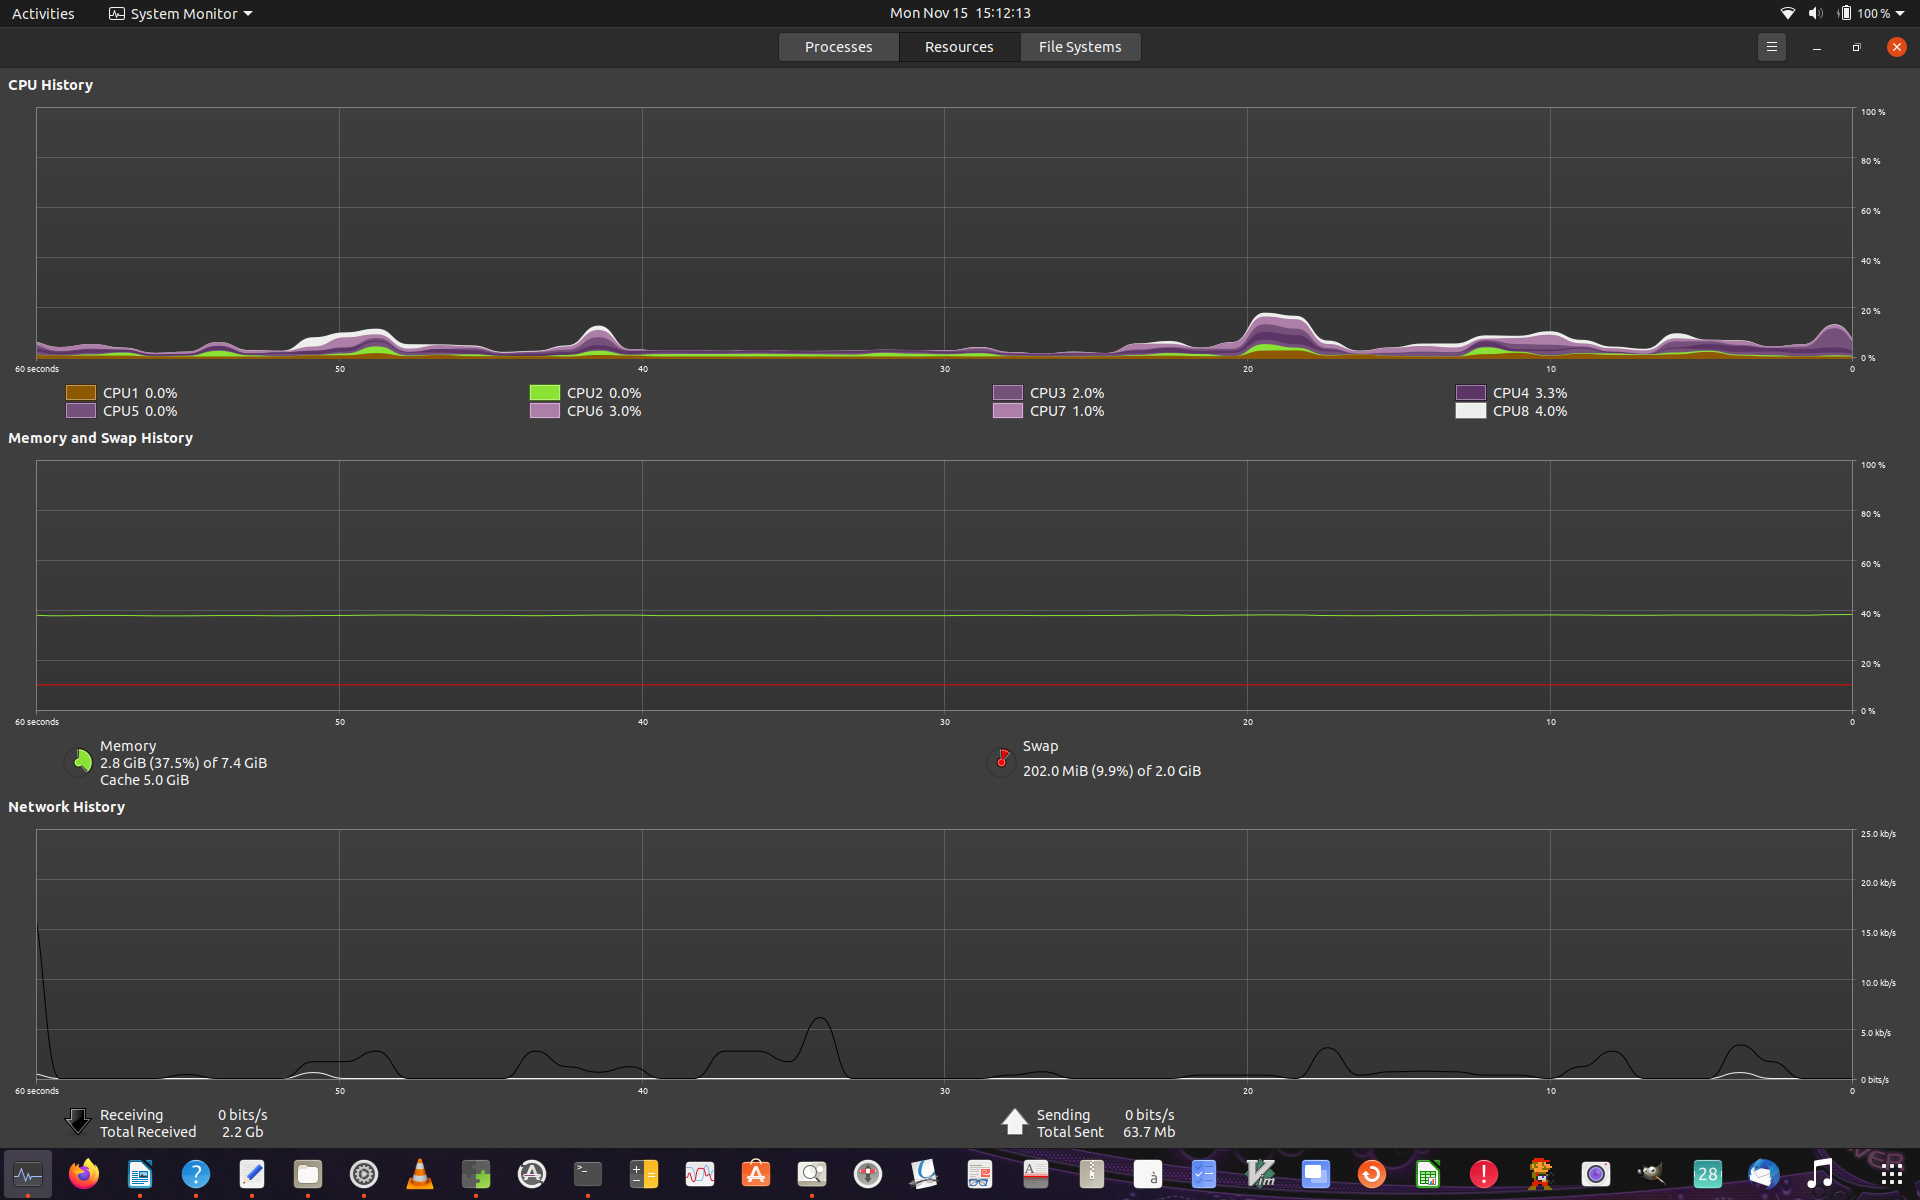 Activities System Monitor Mon Nov 15 15:12:13 100 %
Processes Resources File Systems
CPU History
100 %
80 %
60 %
40 %
20 %
0 %
60 seconds 50 40 30 20 10 0
CPU1 0.0% CPU2 0.0% CPU3 2.0% CPU4 3.3%
CPU5 0.0% CPU6 3.0% CPU7 1.0% CPU8 4.0%
Memory and Swap History
100 %
80 %
60 %
40 %
20 %
0 %
60 seconds 50 40 30 20 10 0
Memory
2.8 GiB (37.5%) of 7.4 GiB
Cache 5.0 GiB
Swap
202.0 MiB (9.9%) of 2.0 GiB
Network History
25.0 kb/s
20.0 kb/s
15.0 kb/s
10.0 kb/s
5.0 kb/s
0 bits/s
60 seconds 50 40 30 20 10 0
Receiving 0 bits/s
Total Received 2.2 Gb
Sending 0 bits/s
Total Sent 63.7 Mb
? >_ A à Vim ! 28